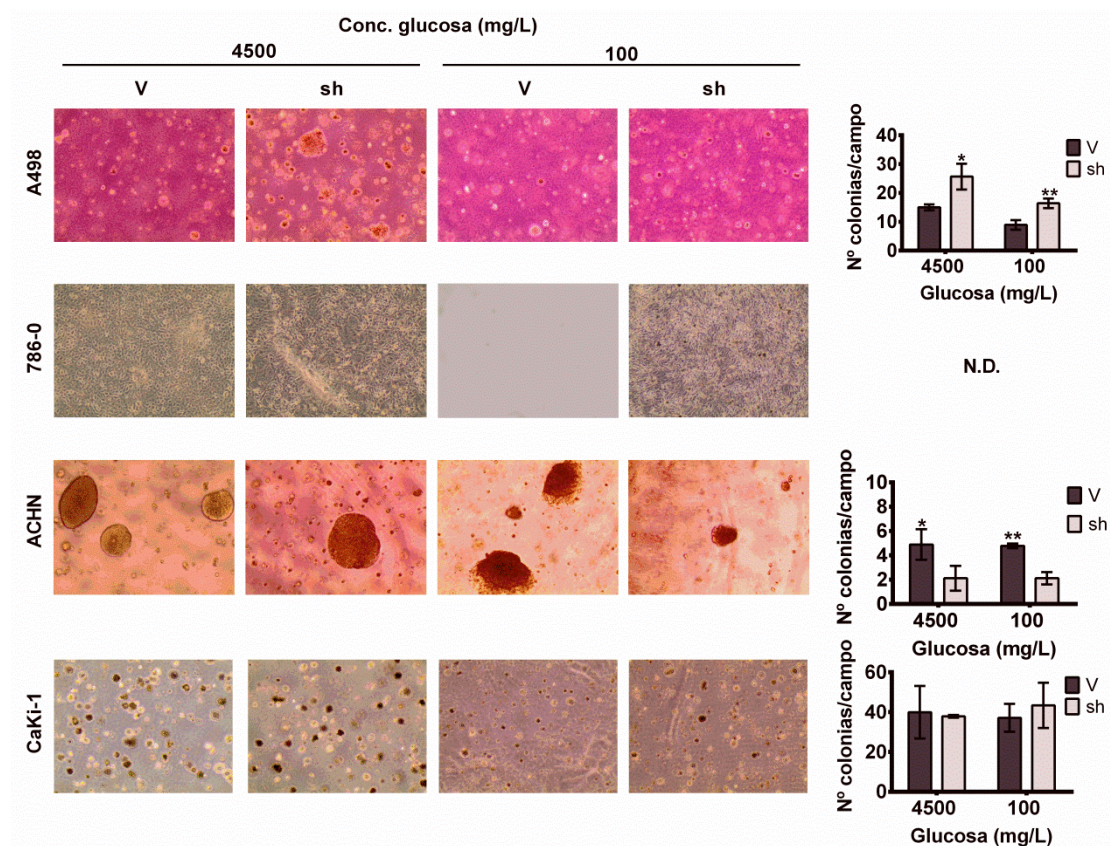 Conc. glucosa (mg/L)
4500 100
V sh V sh
A498
40
30
20
10
0
Nº colonias/campo
*
**
V
sh
4500 100
Glucosa (mg/L)
786-0
N.D.
ACHN
10
8
6
4
2
0
Nº colonias/campo
*
**
V
sh
4500 100
Glucosa (mg/L)
CaKi-1
60
40
20
0
Nº colonias/campo
V
sh
4500 100
Glucosa (mg/L)